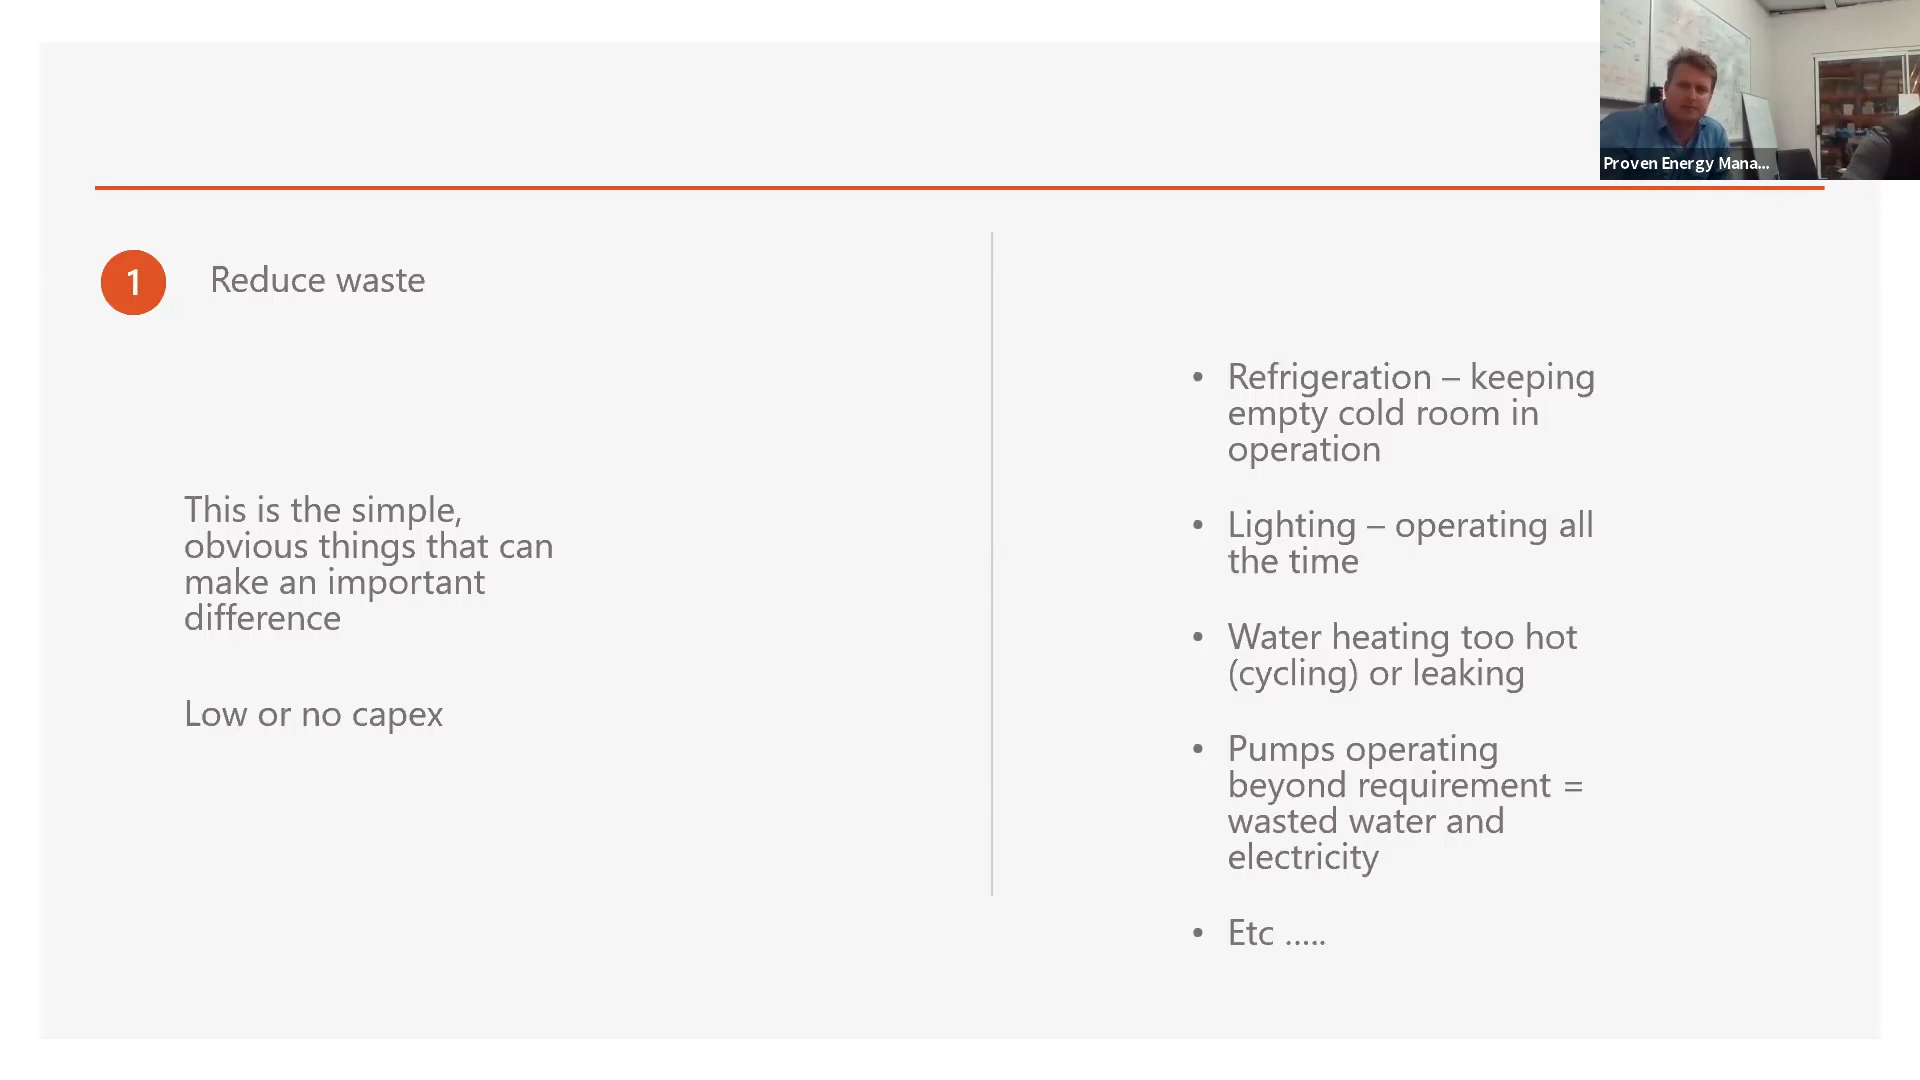 Proven Energy Mana...
1 Reduce waste
This is the simple,
obvious things that can
make an important
difference
Low or no capex
• Refrigeration – keeping
empty cold room in
operation
• Lighting – operating all
the time
• Water heating too hot
(cycling) or leaking
• Pumps operating
beyond requirement =
wasted water and
electricity
• Etc .....